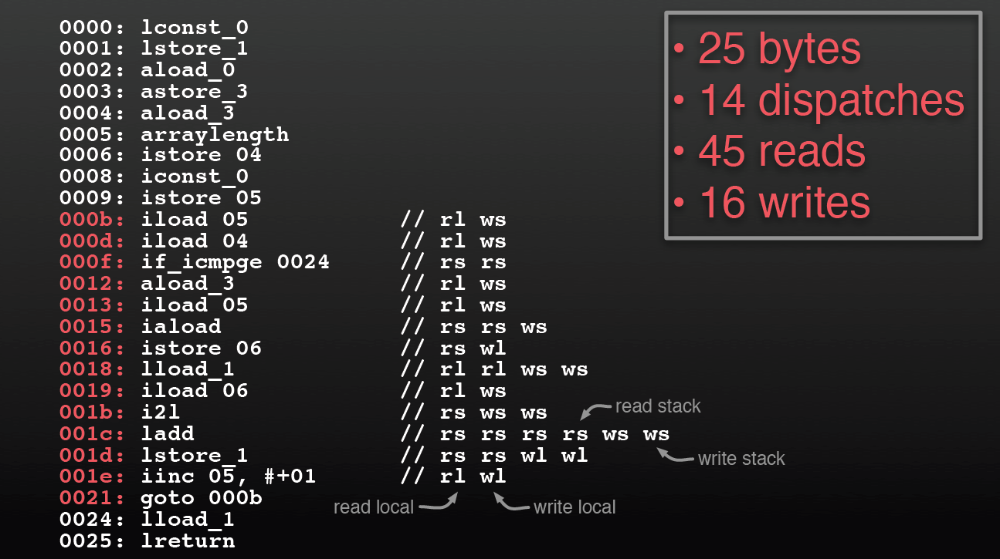 0000: lconst_0
0001: lstore_1
0002: aload_0
0003: astore_3
0004: aload_3
0005: arraylength
0006: istore 04
0008: iconst_0
0009: istore 05
000b: iload 05 // rl ws
000d: iload 04 // rl ws
000f: if_icmpge 0024 // rs rs
0012: aload_3 // rl ws
0013: iload 05 // rl ws
0015: iaload // rs rs ws
0016: istore 06 // rs wl
0018: lload_1 // rl rl ws ws
0019: iload 06 // rl ws
001b: i2l // rs ws ws
001c: ladd // rs rs rs rs ws ws
001d: lstore_1 // rs rs wl wl
001e: iinc 05, #+01 // rl wl
0021: goto 000b
0024: lload_1
0025: lreturn
• 25 bytes
• 14 dispatches
• 45 reads
• 16 writes
read stack
write stack
read local
write local